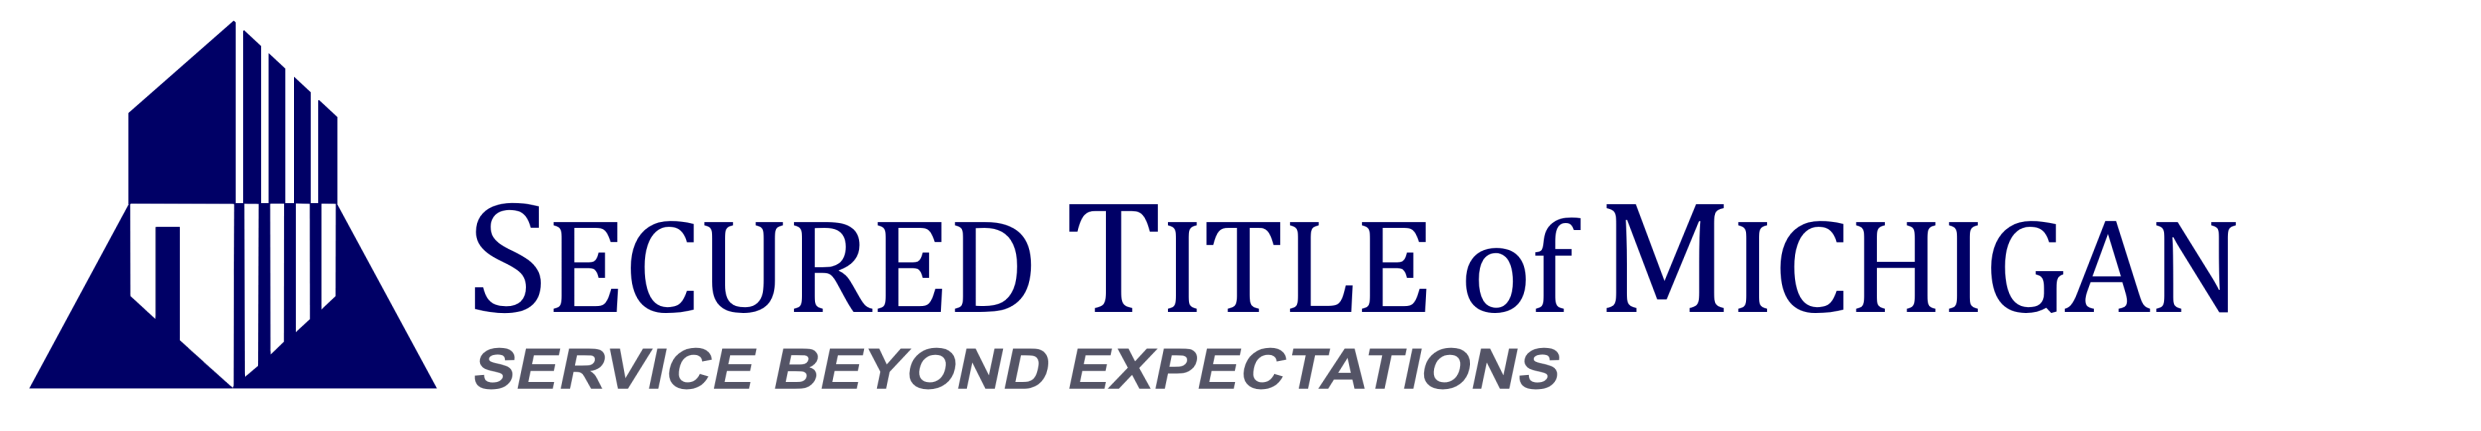 SECURED TITLE of MICHIGAN
SERVICE BEYOND EXPECTATIONS